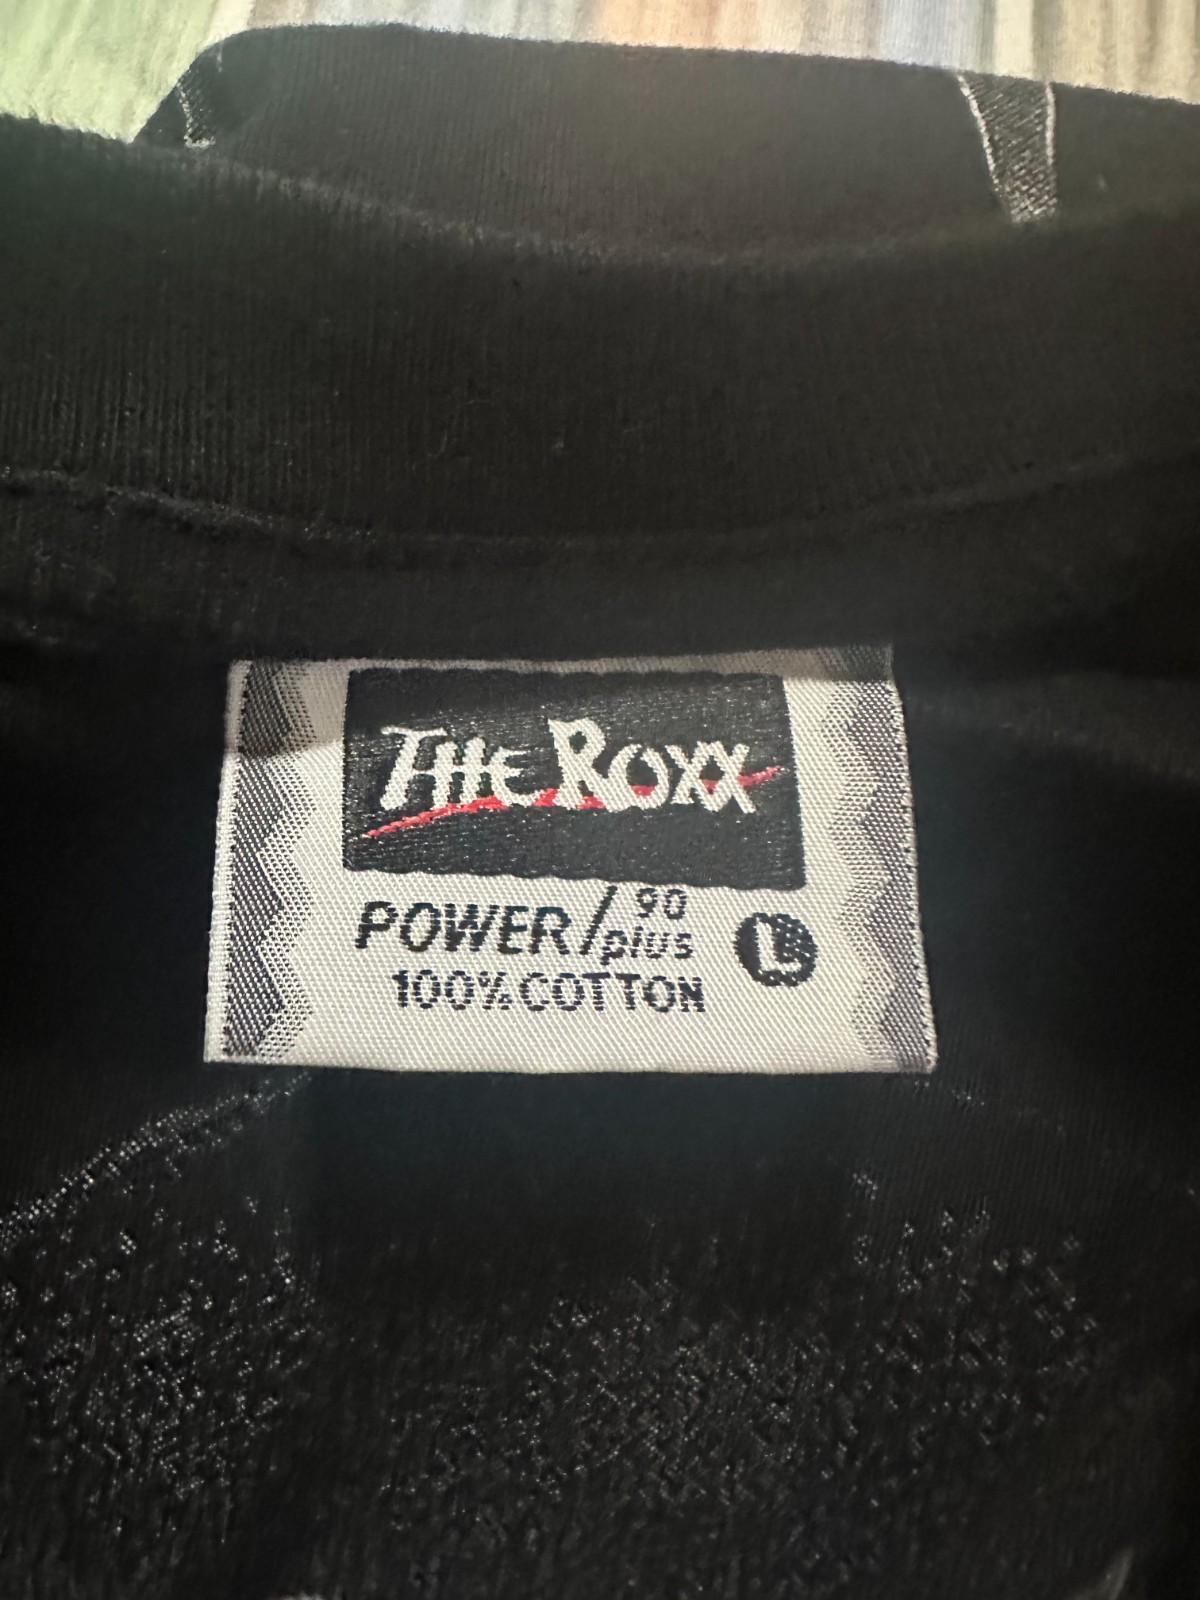 THE ROXX
POWER/90 plus L
100% COTTON